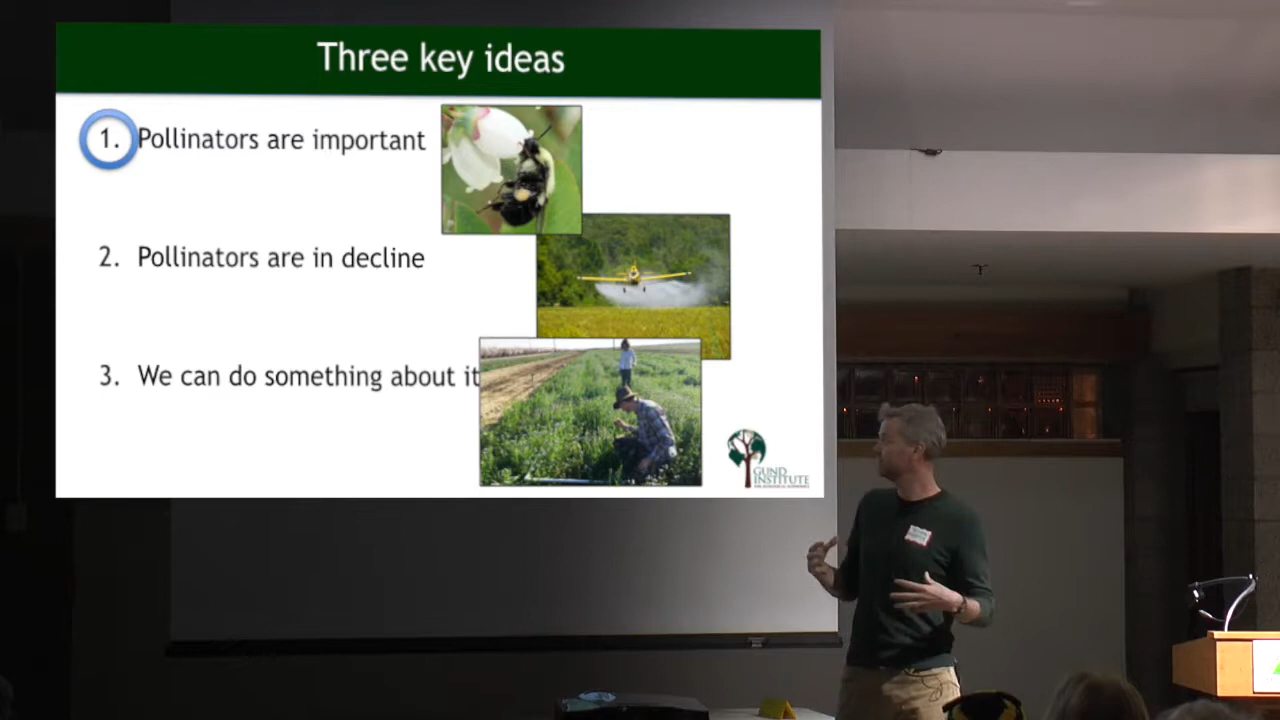 Three key ideas
1. Pollinators are important
2. Pollinators are in decline
3. We can do something about it
GUND
INSTITUTE